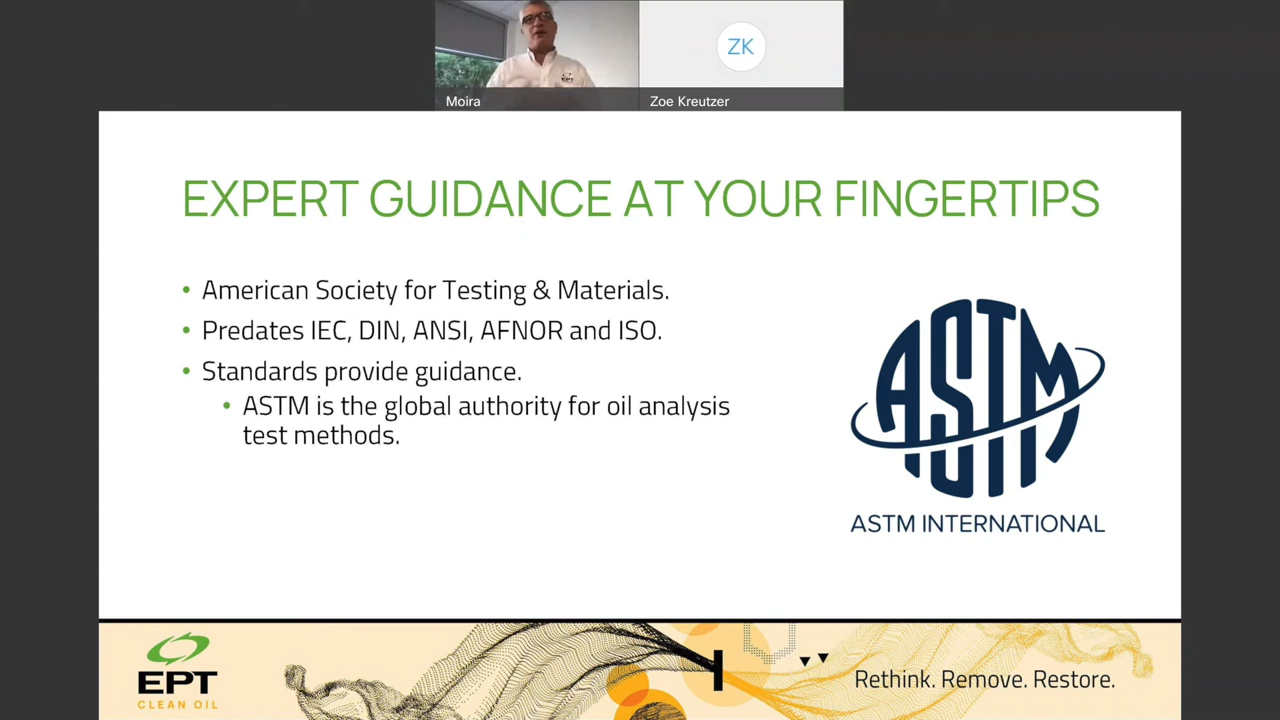 EPT
ZK
Moira
Zoe Kreutzer
EXPERT GUIDANCE AT YOUR FINGERTIPS
• American Society for Testing & Materials.
• Predates IEC, DIN, ANSI, AFNOR and ISO.
• Standards provide guidance.
• ASTM is the global authority for oil analysis
test methods.
ASTM
ASTM INTERNATIONAL
EPT
CLEAN OIL
Rethink. Remove. Restore.